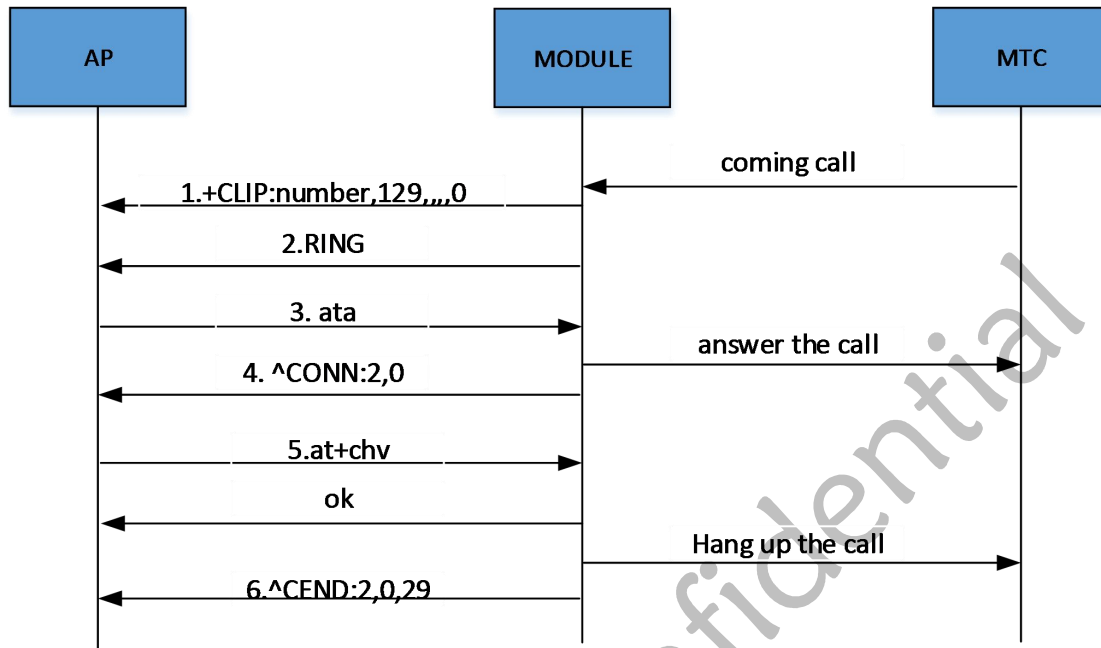 AP
MODULE
MTC
coming call
1.+CLIP:number,129,,,,0
2.RING
3. ata
answer the call
4. ^CONN:2,0
5.at+chv
ok
Hang up the call
6.^CEND:2,0,29
nfidential